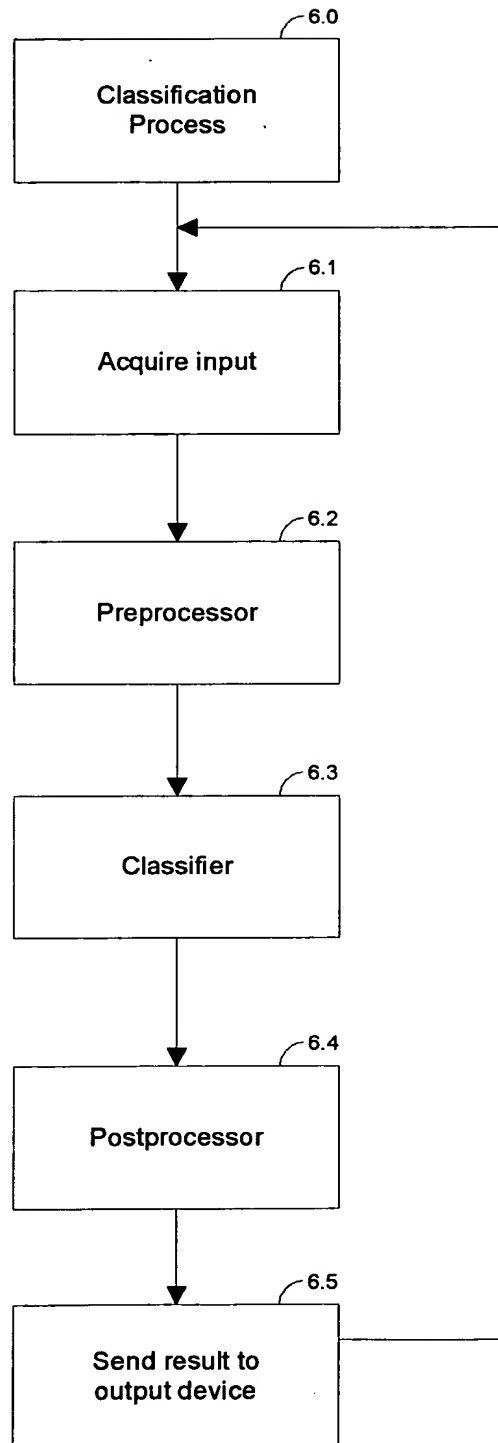 6.0
Classification
Process
6.1
Acquire input
6.2
Preprocessor
6.3
Classifier
6.4
Postprocessor
6.5
Send result to
output device